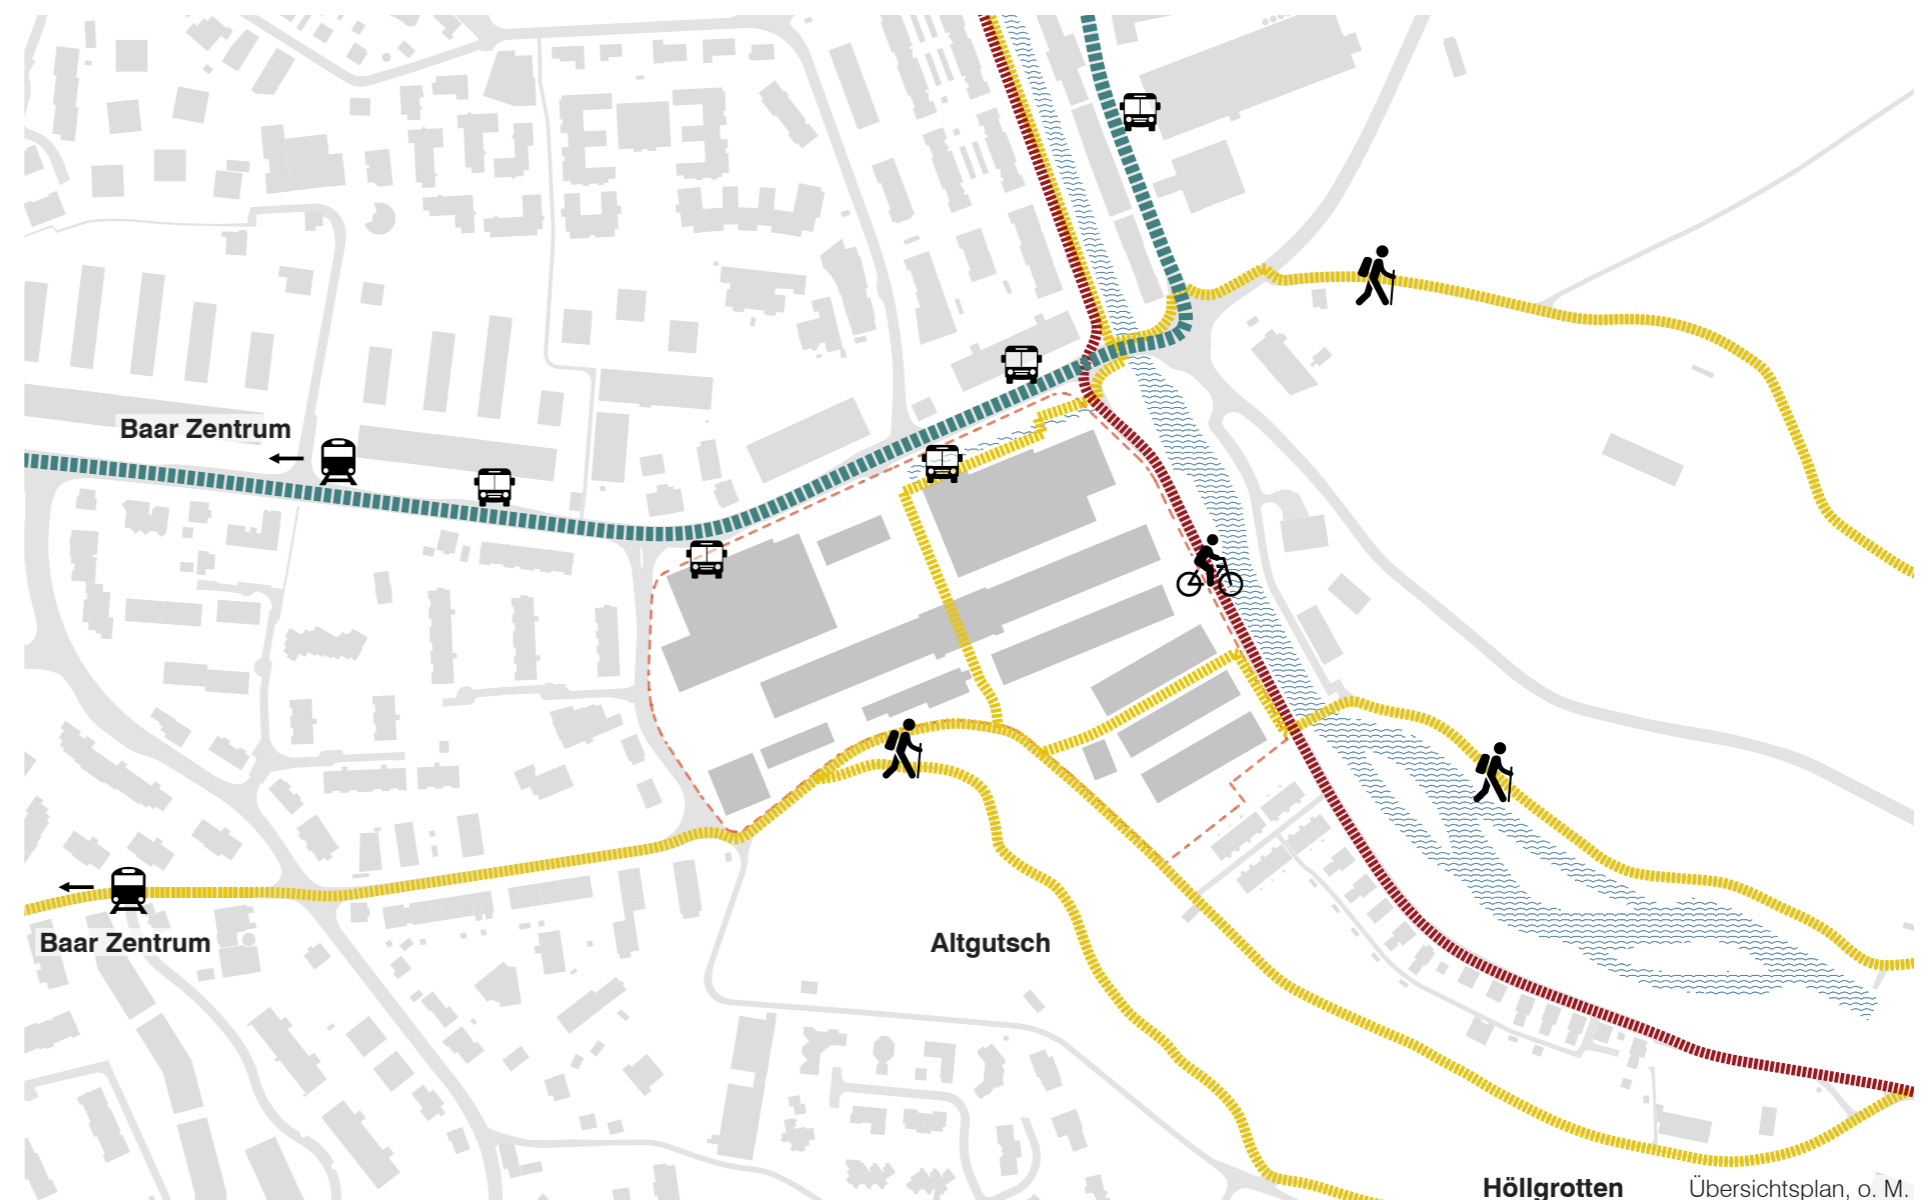 Baar Zentrum
Baar Zentrum
Altgutsch
Höllgrotten
Übersichtsplan, o. M.